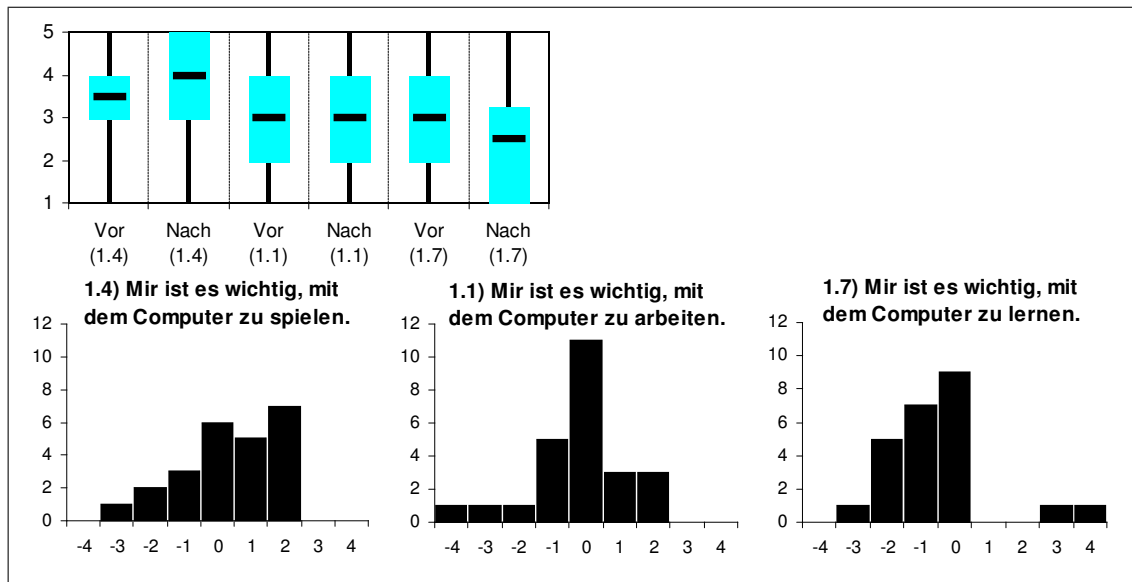 5
4
3
2
1
Vor Nach Vor Nach Vor Nach
(1.4) (1.4) (1.1) (1.1) (1.7) (1.7)
1.4) Mir ist es wichtig, mit
dem Computer zu spielen.
12
10
8
6
4
2
0
-4 -3 -2 -1 0 1 2 3 4
1.1) Mir ist es wichtig, mit
dem Computer zu arbeiten.
12
10
8
6
4
2
0
-4 -3 -2 -1 0 1 2 3 4
1.7) Mir ist es wichtig, mit
dem Computer zu lernen.
12
10
8
6
4
2
0
-4 -3 -2 -1 0 1 2 3 4